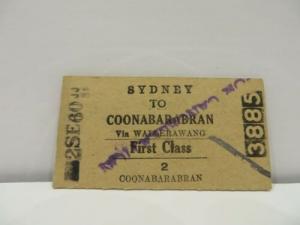 SYDNEY
TO
COONABARABRAN
Via WALLERAWANG
First Class
2
COONABARABRAN
3885
2SE60